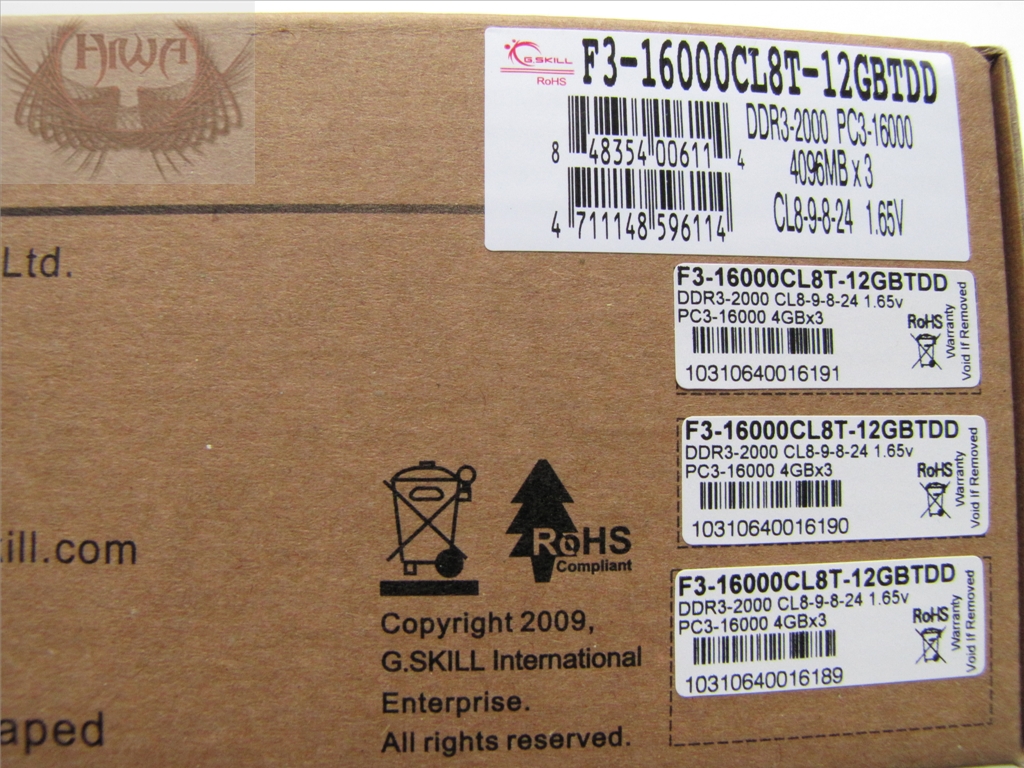 HIWA
G.SKILL
RoHS
F3-16000CL8T-12GBTDD
DDR3-2000 PC3-16000
4096MB x 3
CL8-9-8-24 1.65V
8 48354 00611 4
4 711148 596114
Ltd.
F3-16000CL8T-12GBTDD
DDR3-2000 CL8-9-8-24 1.65v
PC3-16000 4GBx3
10310640016191
RoHS
Warranty
Void If Removed
F3-16000CL8T-12GBTDD
DDR3-2000 CL8-9-8-24 1.65v
PC3-16000 4GBx3
10310640016190
RoHS
Warranty
Void If Removed
ill.com
RoHS
Compliant
F3-16000CL8T-12GBTDD
DDR3-2000 CL8-9-8-24 1.65v
PC3-16000 4GBx3
10310640016189
RoHS
Warranty
Void If Removed
Copyright 2009,
G.SKILL International
Enterprise.
All rights reserved.
aped